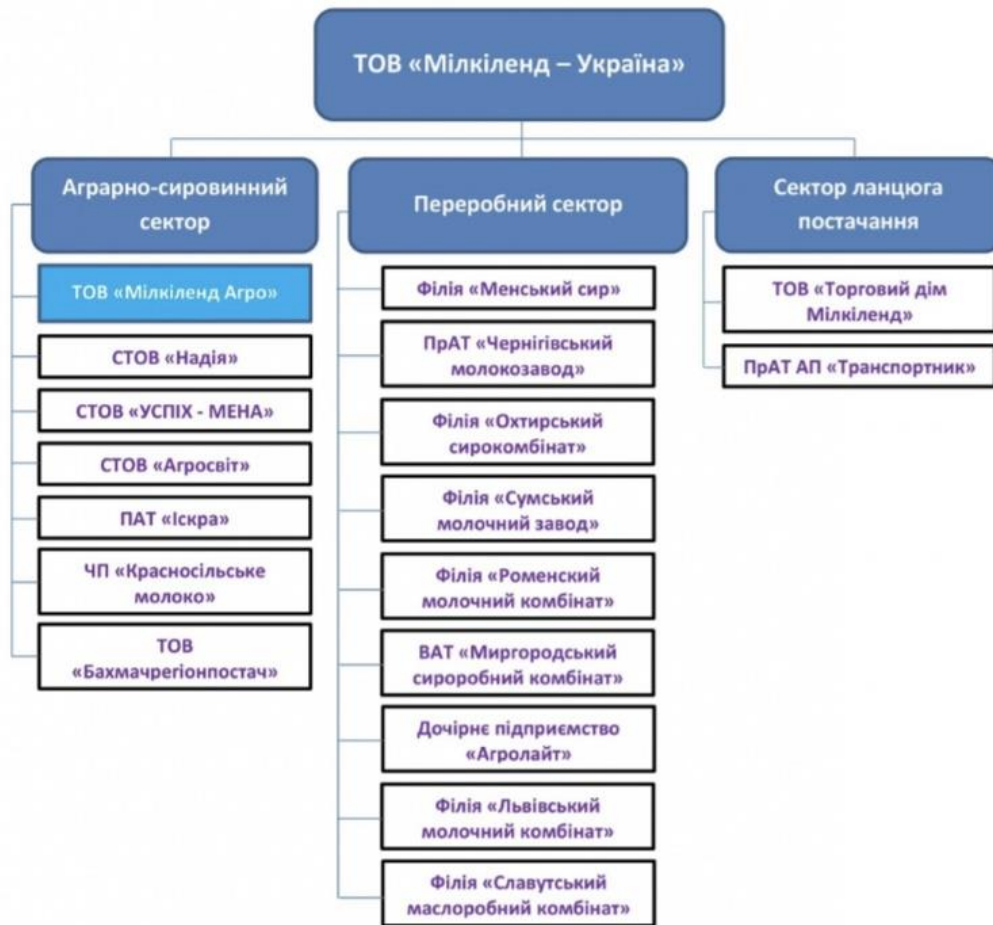 ТОВ «Мілкіленд – Україна»
Аграрно-сировинний
сектор
ТОВ «Мілкіленд Агро»
СТОВ «Надія»
СТОВ «УСПІХ - МЕНА»
СТОВ «Агросвіт»
ПАТ «Іскра»
ЧП «Красносільське
молоко»
ТОВ
«Бахмачрегіонпостач»
Переробний сектор
Філія «Менський сир»
ПрАТ «Чернігівський
молокозавод»
Філія «Охтирський
сирокомбінат»
Філія «Сумський
молочний завод»
Філія «Роменский
молочний комбінат»
ВАТ «Миргородський
сироробний комбінат»
Дочірнє підприємство
«Агролайт»
Філія «Львівський
молочний комбінат»
Філія «Славутський
маслоробний комбінат»
Сектор ланцюга
постачання
ТОВ «Торговий дім
Мілкіленд»
ПрАТ АП «Транспортник»